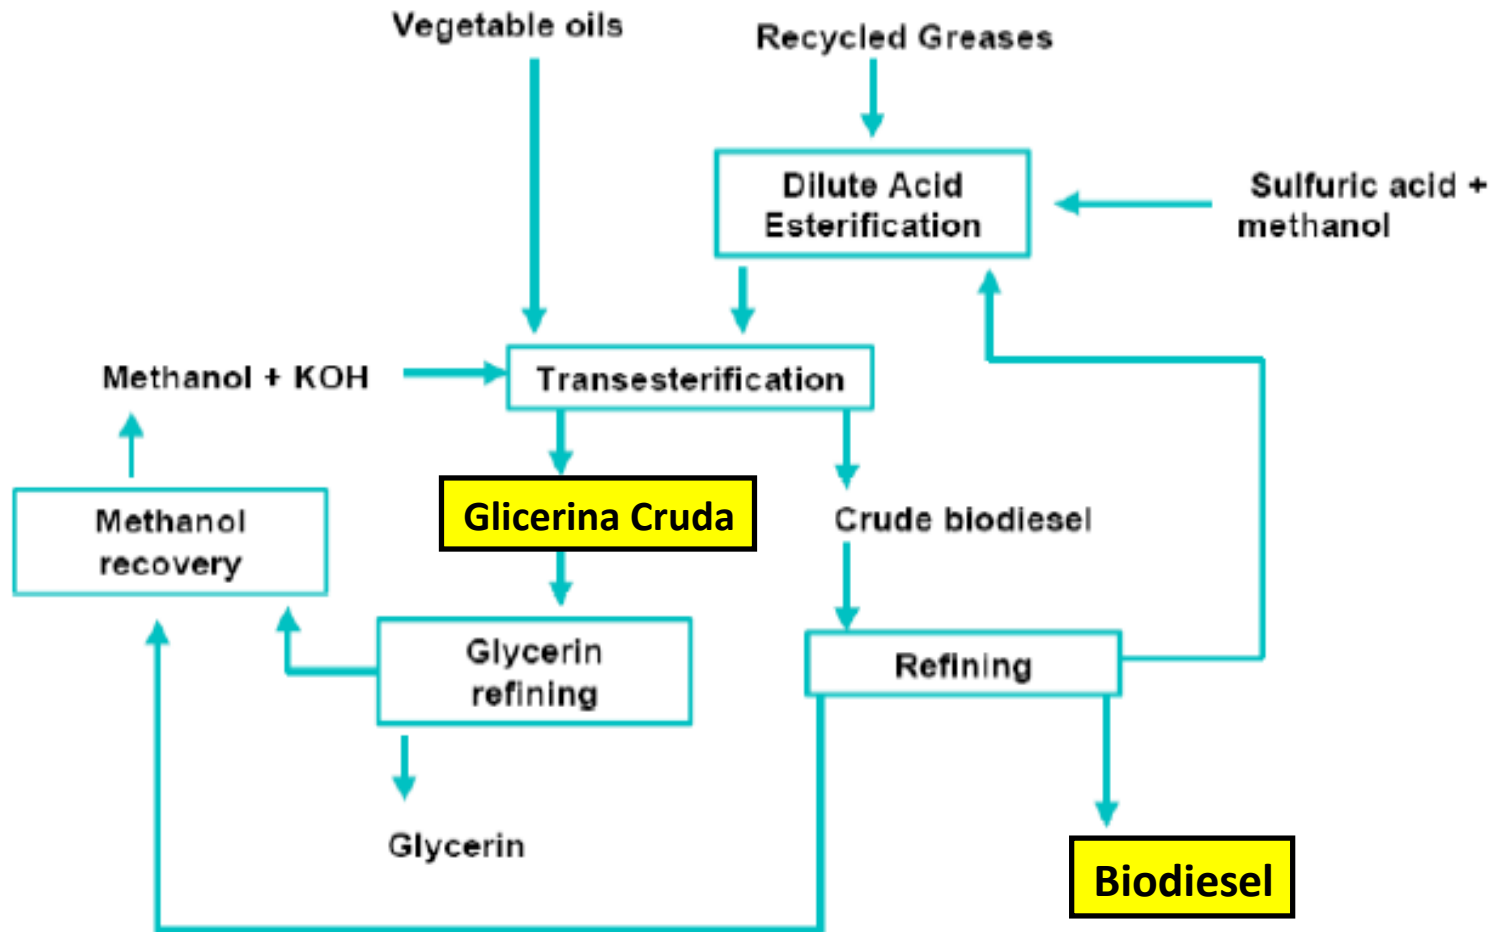 Vegetable oils
Recycled Greases
Dilute Acid
Esterification
Sulfuric acid +
methanol
Methanol + KOH
Transesterification
Glicerina Cruda
Crude biodiesel
Methanol
recovery
Glycerin
refining
Refining
Glycerin
Biodiesel